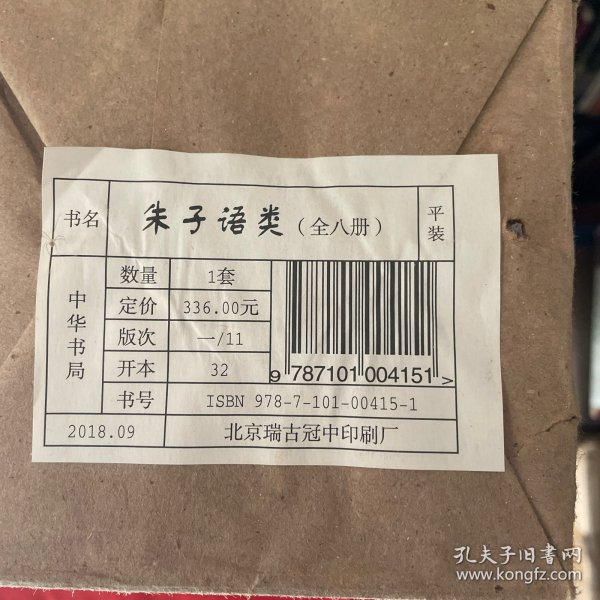 书名 朱子语类（全八册） 平装
中华书局
数量 1套
定价 336.00元
版次 一/11
开本 32
9 787101 004151 >
书号 ISBN 978-7-101-00415-1
2018.09 北京瑞古冠中印刷厂
孔夫子旧书网
www.kongfz.com